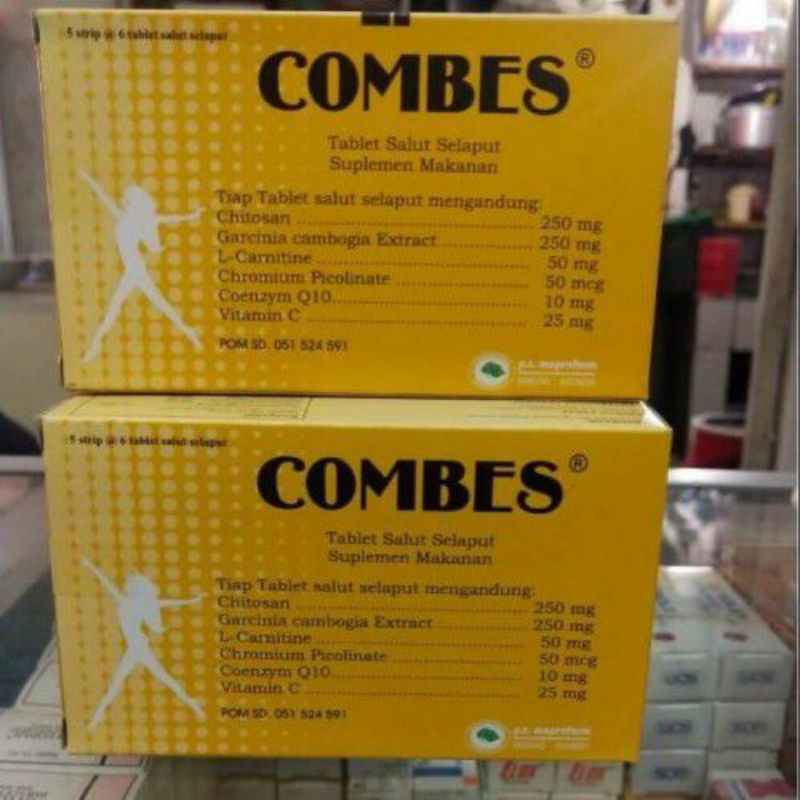 5 strip @ 6 tablet salut selaput
COMBES®
Tablet Salut Selaput
Suplemen Makanan
Tiap Tablet salut selaput mengandung:
Chitosan ........ 250 mg
Garcinia cambogia Extract ........ 250 mg
L-Carnitine ........ 50 mg
Chromium Picolinate ........ 50 mcg
Coenzym Q10 ........ 10 mg
Vitamin C ........ 25 mg
POM SD. 051 524 591
5 strip @ 6 tablet salut selaput
COMBES®
Tablet Salut Selaput
Suplemen Makanan
Tiap Tablet salut selaput mengandung:
Chitosan ........ 250 mg
Garcinia cambogia Extract ........ 250 mg
L-Carnitine ........ 50 mg
Chromium Picolinate ........ 50 mcg
Coenzym Q10 ........ 10 mg
Vitamin C ........ 25 mg
POM SD. 051 524 591